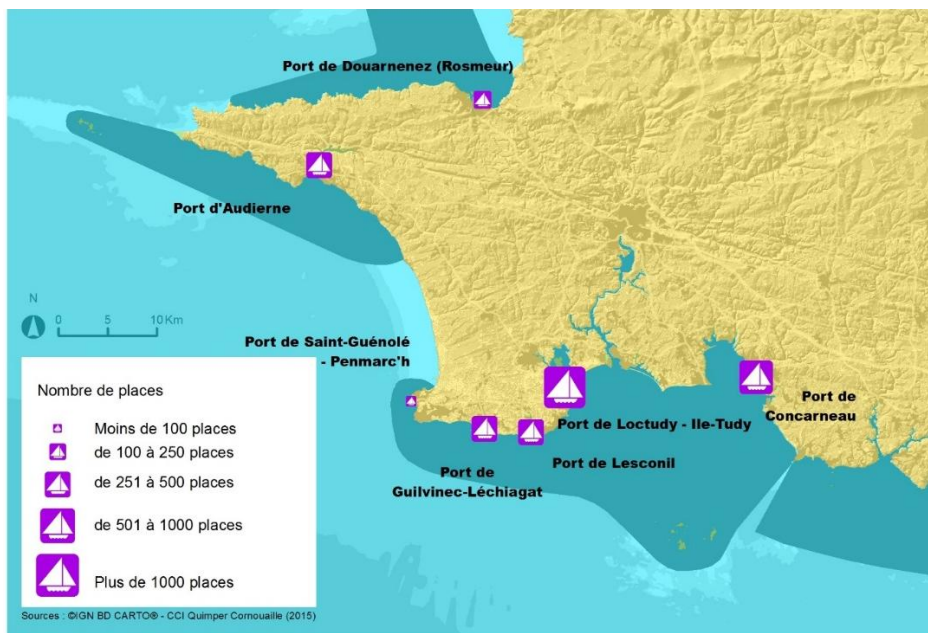 Port de Douarnenez (Rosmeur)
Port d'Audierne
N
0 5 10 Km
Port de Saint-Guénolé
- Penmarc'h
Port de
Concarneau
Port de Loctudy - Ile-Tudy
Port de Lesconil
Port de
Guilvinec-Léchiagat
Nombre de places
Moins de 100 places
de 100 à 250 places
de 251 à 500 places
de 501 à 1000 places
Plus de 1000 places
Sources : ©IGN BD CARTO® - CCI Quimper Cornouaille (2015)